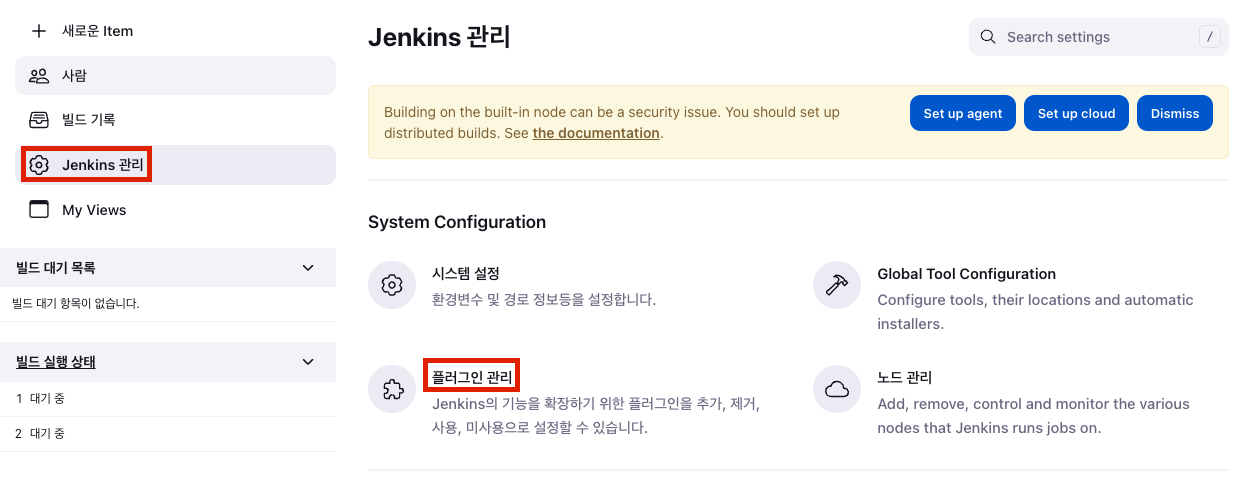 새로운 Item
사람
빌드 기록
Jenkins 관리
My Views
빌드 대기 목록
빌드 대기 항목이 없습니다.
빌드 실행 상태
1 대기 중
2 대기 중
Jenkins 관리
Search settings
/
Building on the built-in node can be a security issue. You should set up
distributed builds. See the documentation.
Set up agent
Set up cloud
Dismiss
System Configuration
시스템 설정
환경변수 및 경로 정보등을 설정합니다.
Global Tool Configuration
Configure tools, their locations and automatic
installers.
플러그인 관리
Jenkins의 기능을 확장하기 위한 플러그인을 추가, 제거,
사용, 미사용으로 설정할 수 있습니다.
노드 관리
Add, remove, control and monitor the various
nodes that Jenkins runs jobs on.